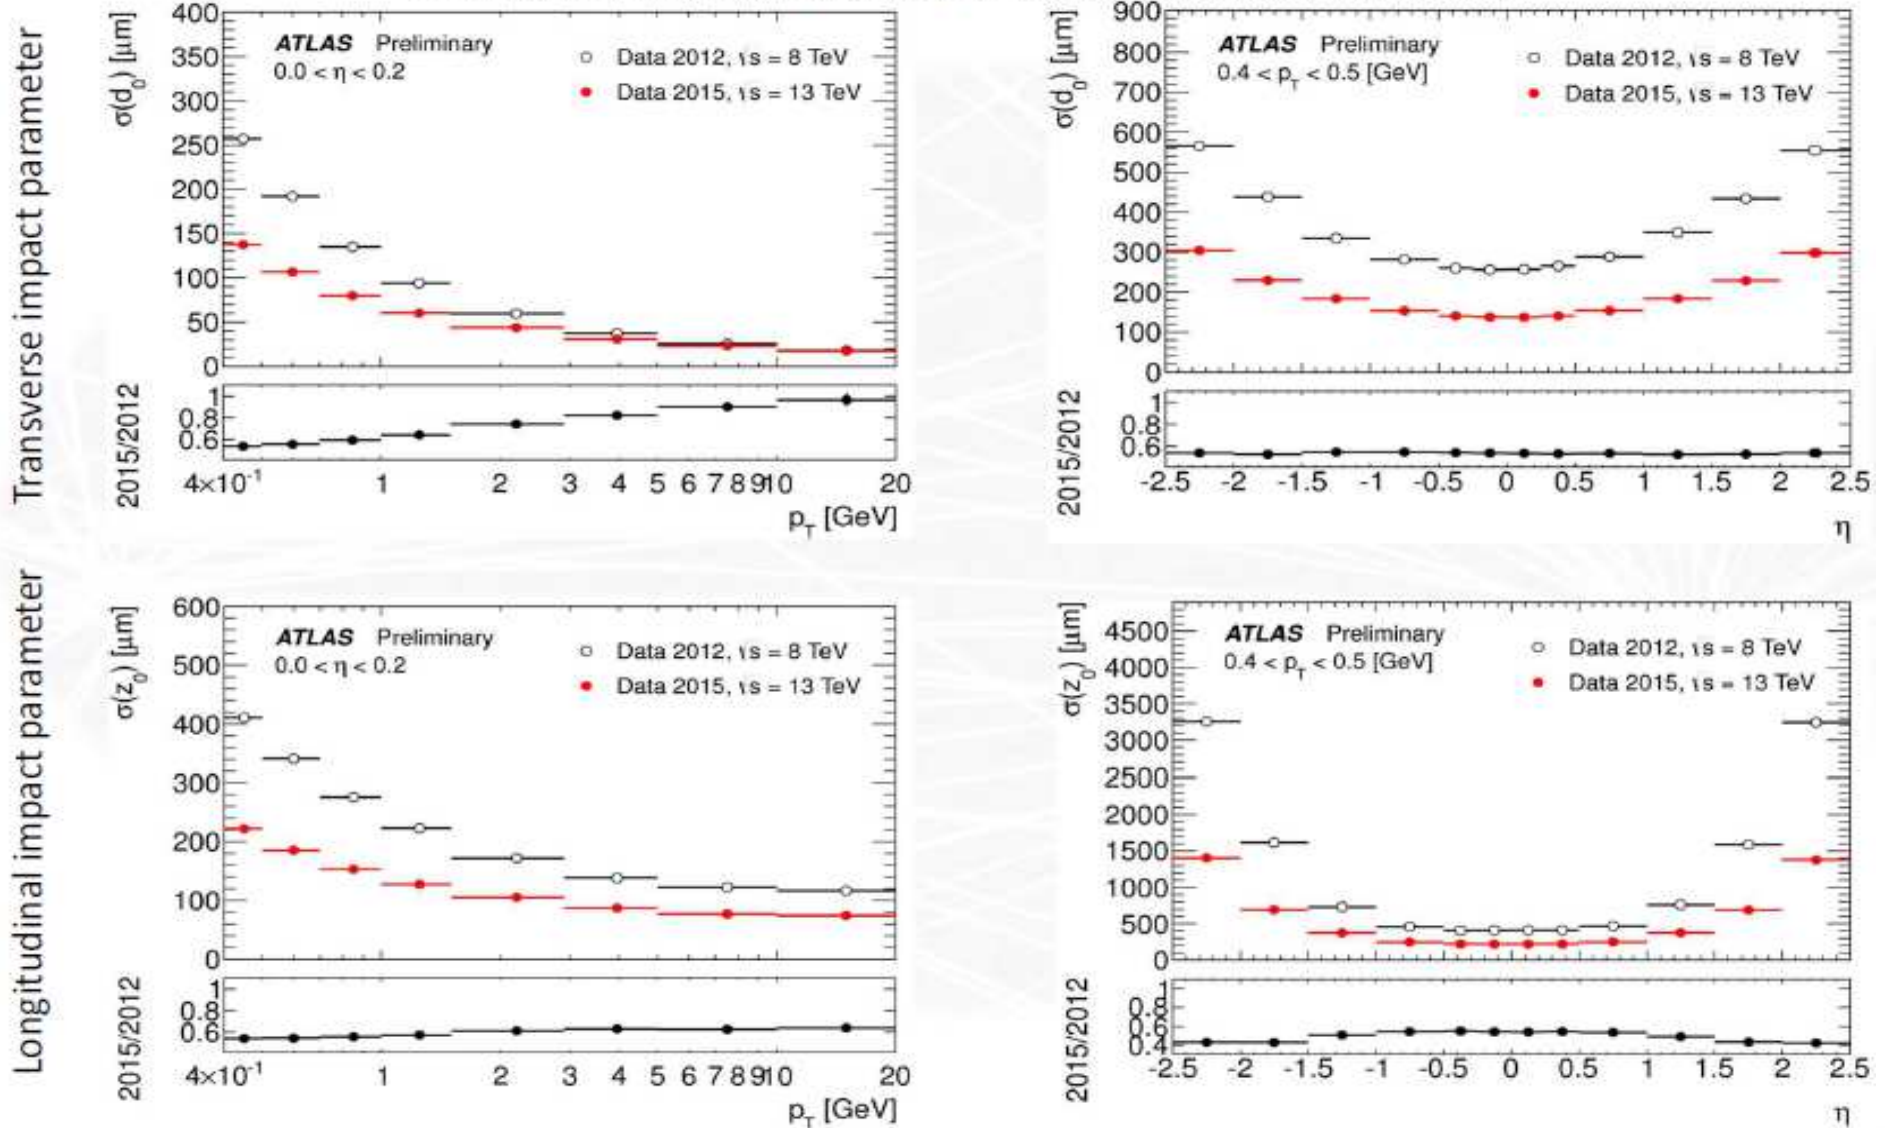 Transverse impact parameter
σ(d₀) [μm]
400
350
300
250
200
150
100
50
0
ATLAS Preliminary
0.0 < η < 0.2
Data 2012, √s = 8 TeV
Data 2015, √s = 13 TeV
2015/2012
1
0.8
0.6
4×10⁻¹ 1 2 3 4 5 6 7 8 9 10 20
p_T [GeV]
σ(d₀) [μm]
900
800
700
600
500
400
300
200
100
0
ATLAS Preliminary
0.4 < p_T < 0.5 [GeV]
Data 2012, √s = 8 TeV
Data 2015, √s = 13 TeV
2015/2012
1
0.8
0.6
-2.5 -2 -1.5 -1 -0.5 0 0.5 1 1.5 2 2.5
η
Longitudinal impact parameter
σ(z₀) [μm]
600
500
400
300
200
100
0
ATLAS Preliminary
0.0 < η < 0.2
Data 2012, √s = 8 TeV
Data 2015, √s = 13 TeV
2015/2012
1
0.8
0.6
4×10⁻¹ 1 2 3 4 5 6 7 8 9 10 20
p_T [GeV]
σ(z₀) [μm]
4500
4000
3500
3000
2500
2000
1500
1000
500
0
ATLAS Preliminary
0.4 < p_T < 0.5 [GeV]
Data 2012, √s = 8 TeV
Data 2015, √s = 13 TeV
2015/2012
0.8
0.6
0.4
-2.5 -2 -1.5 -1 -0.5 0 0.5 1 1.5 2 2.5
η